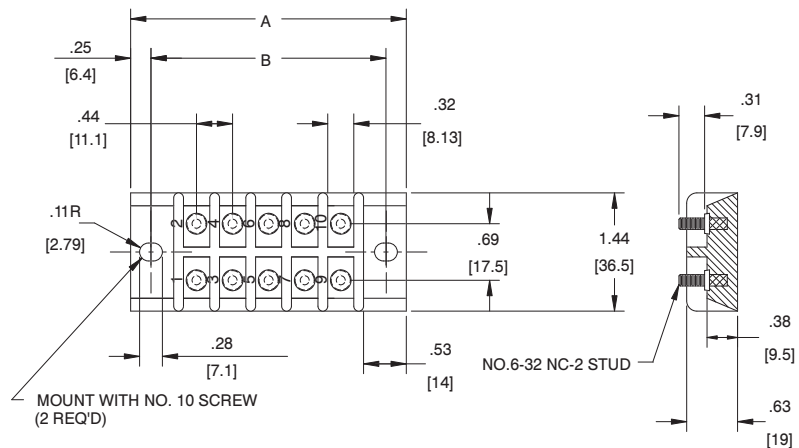 A
.25
[6.4]
B
.44
[11.1]
.32
[8.13]
.31
[7.9]
.11R
[2.79]
2 4 6 8 10
.69
[17.5]
1.44
[36.5]
1 3 5 7 9
.28
[7.1]
.53
[14]
NO.6-32 NC-2 STUD
.38
[9.5]
MOUNT WITH NO. 10 SCREW
(2 REQ'D)
.63
[19]